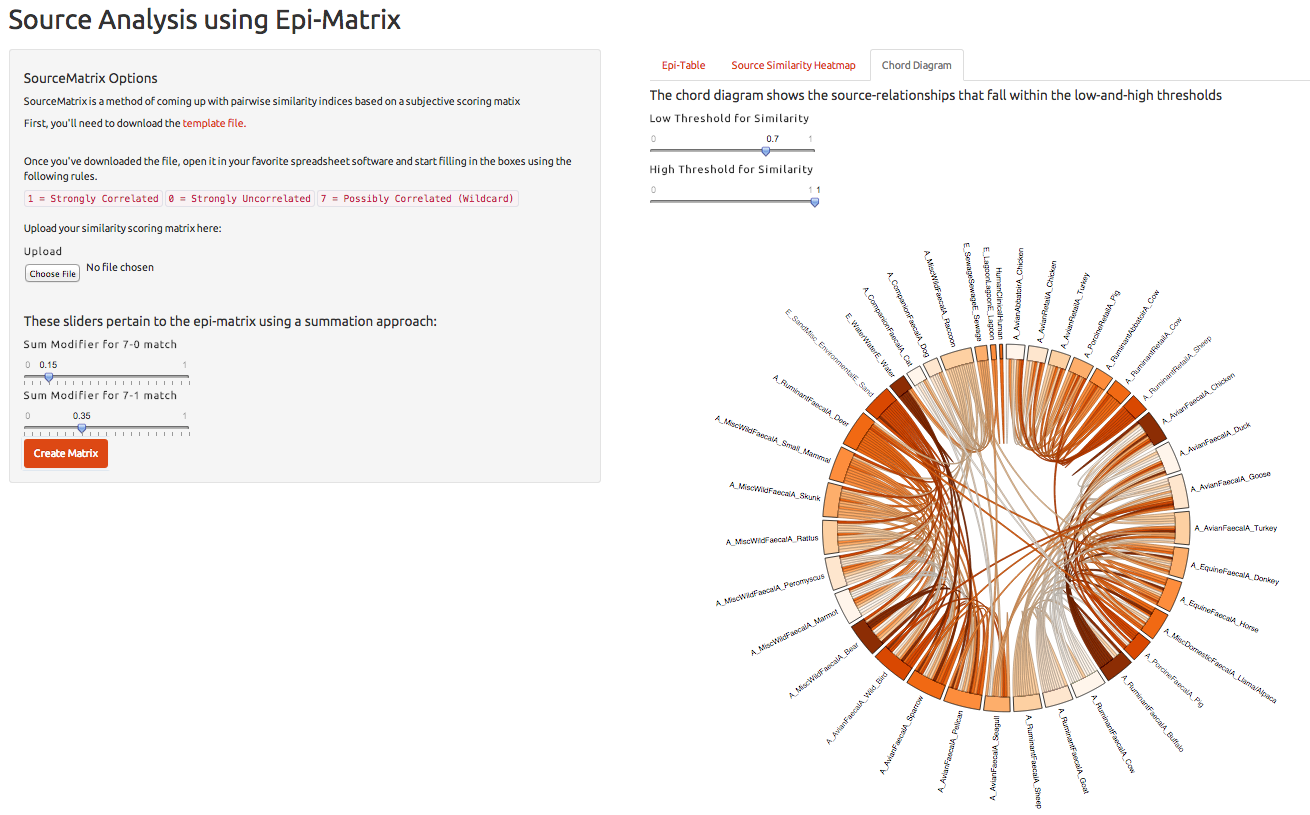 Source Analysis using Epi-Matrix
SourceMatrix Options
SourceMatrix is a method of coming up with pairwise similarity indices based on a subjective scoring matix
First, you'll need to download the template file.
Once you've downloaded the file, open it in your favorite spreadsheet software and start filling in the boxes using the
following rules.
1 = Strongly Correlated 0 = Strongly Uncorrelated 7 = Possibly Correlated (Wildcard)
Upload your similarity scoring matrix here:
Upload
Choose File No file chosen
These sliders pertain to the epi-matrix using a summation approach:
Sum Modifier for 7-0 match
0 0.15 1
Sum Modifier for 7-1 match
0 0.35 1
Create Matrix
Epi-Table Source Similarity Heatmap Chord Diagram
The chord diagram shows the source-relationships that fall within the low-and-high thresholds
Low Threshold for Similarity
0 0.7 1
High Threshold for Similarity
0 1 1
A_AvianAbbatoirA_Chicken
A_AvianRetailA_Chicken
A_AvianRetailA_Turkey
A_PorcineRetailA_Pig
A_RuminantAbbatoirA_Cow
A_RuminantRetailA_Cow
A_RuminantRetailA_Sheep
A_AvianFaecalA_Chicken
A_AvianFaecalA_Duck
A_AvianFaecalA_Goose
A_AvianFaecalA_Turkey
A_EquineFaecalA_Donkey
A_EquineFaecalA_Horse
A_MiscDomesticFaecalA_Llama/Alpaca
A_PorcineFaecalA_Pig
A_RuminantFaecalA_Buffalo
A_RuminantFaecalA_Cow
A_RuminantFaecalA_Goat
A_RuminantFaecalA_Sheep
A_AvianFaecalA_Seagull
A_AvianFaecalA_Pelican
A_AvianFaecalA_Sparrow
A_AvianFaecalA_Wild_Bird
A_MiscWildFaecalA_Bear
A_MiscWildFaecalA_Marmot
A_MiscWildFaecalA_Peromyscus
A_MiscWildFaecalA_Rattus
A_MiscWildFaecalA_Skunk
A_MiscWildFaecalA_Small_Mammal
A_RuminantFaecalA_Deer
E_SandMisc_EnvironmentalE_Sand
E_WaterWaterE_Water
A_CompanionFaecalA_Cat
A_CompanionFaecalA_Dog
A_MiscWildFaecalA_Raccoon
E_SewageSewageE_Sewage
E_LagoonLagoonE_Lagoon
HumanClinicalHuman